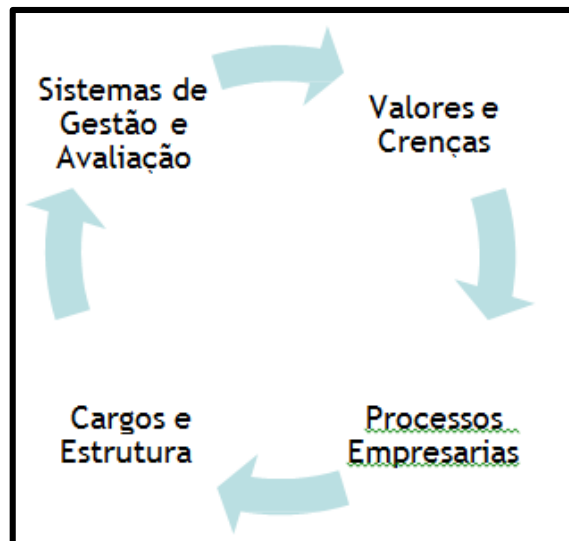 Sistemas de
Gestão e
Avaliação
Valores e
Crenças
Cargos e
Estrutura
Processos
Empresarias